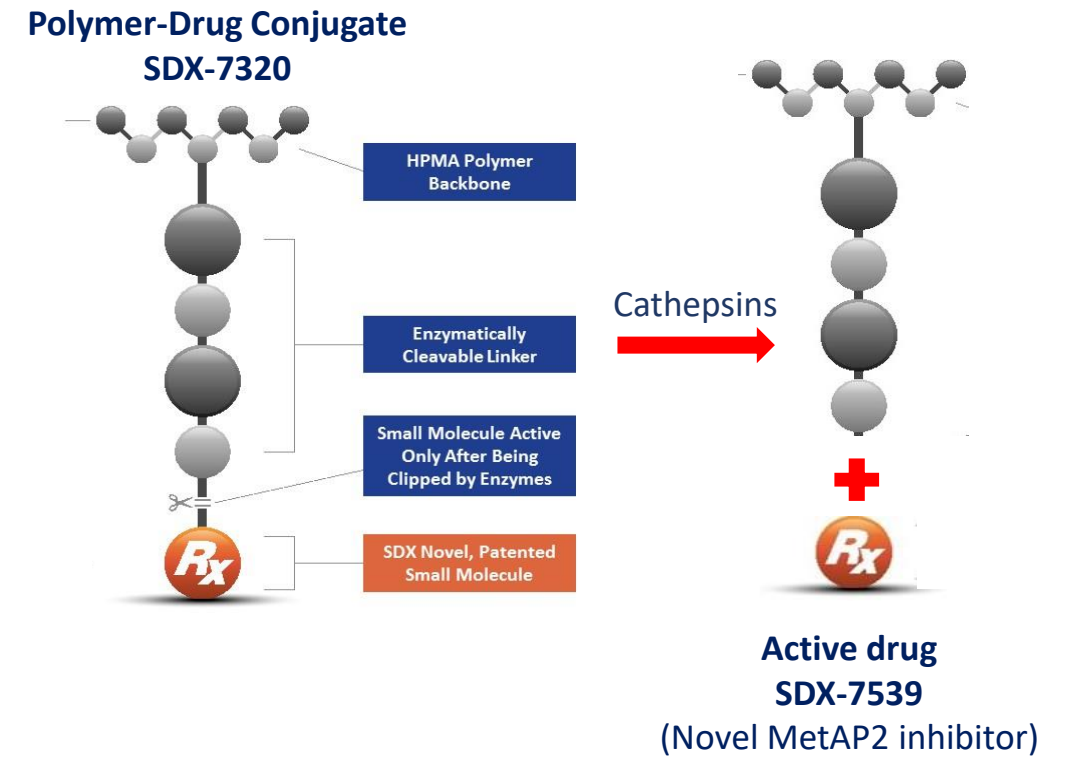 Polymer-Drug Conjugate
SDX-7320
HPMA Polymer
Backbone
Enzymatically
Cleavable Linker
Small Molecule Active
Only After Being
Clipped by Enzymes
SDX Novel, Patented
Small Molecule
Rx
Cathepsins
Rx
Active drug
SDX-7539
(Novel MetAP2 inhibitor)